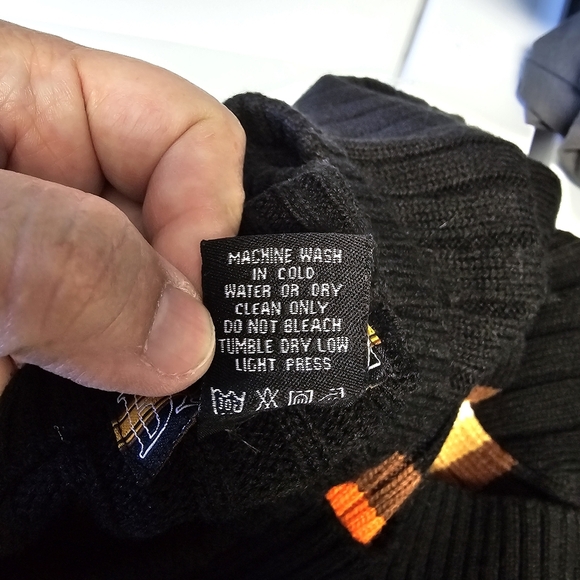 MACHINE WASH
IN COLD
WATER OR DRY
CLEAN ONLY
DO NOT BLEACH
TUMBLE DRY LOW
LIGHT PRESS